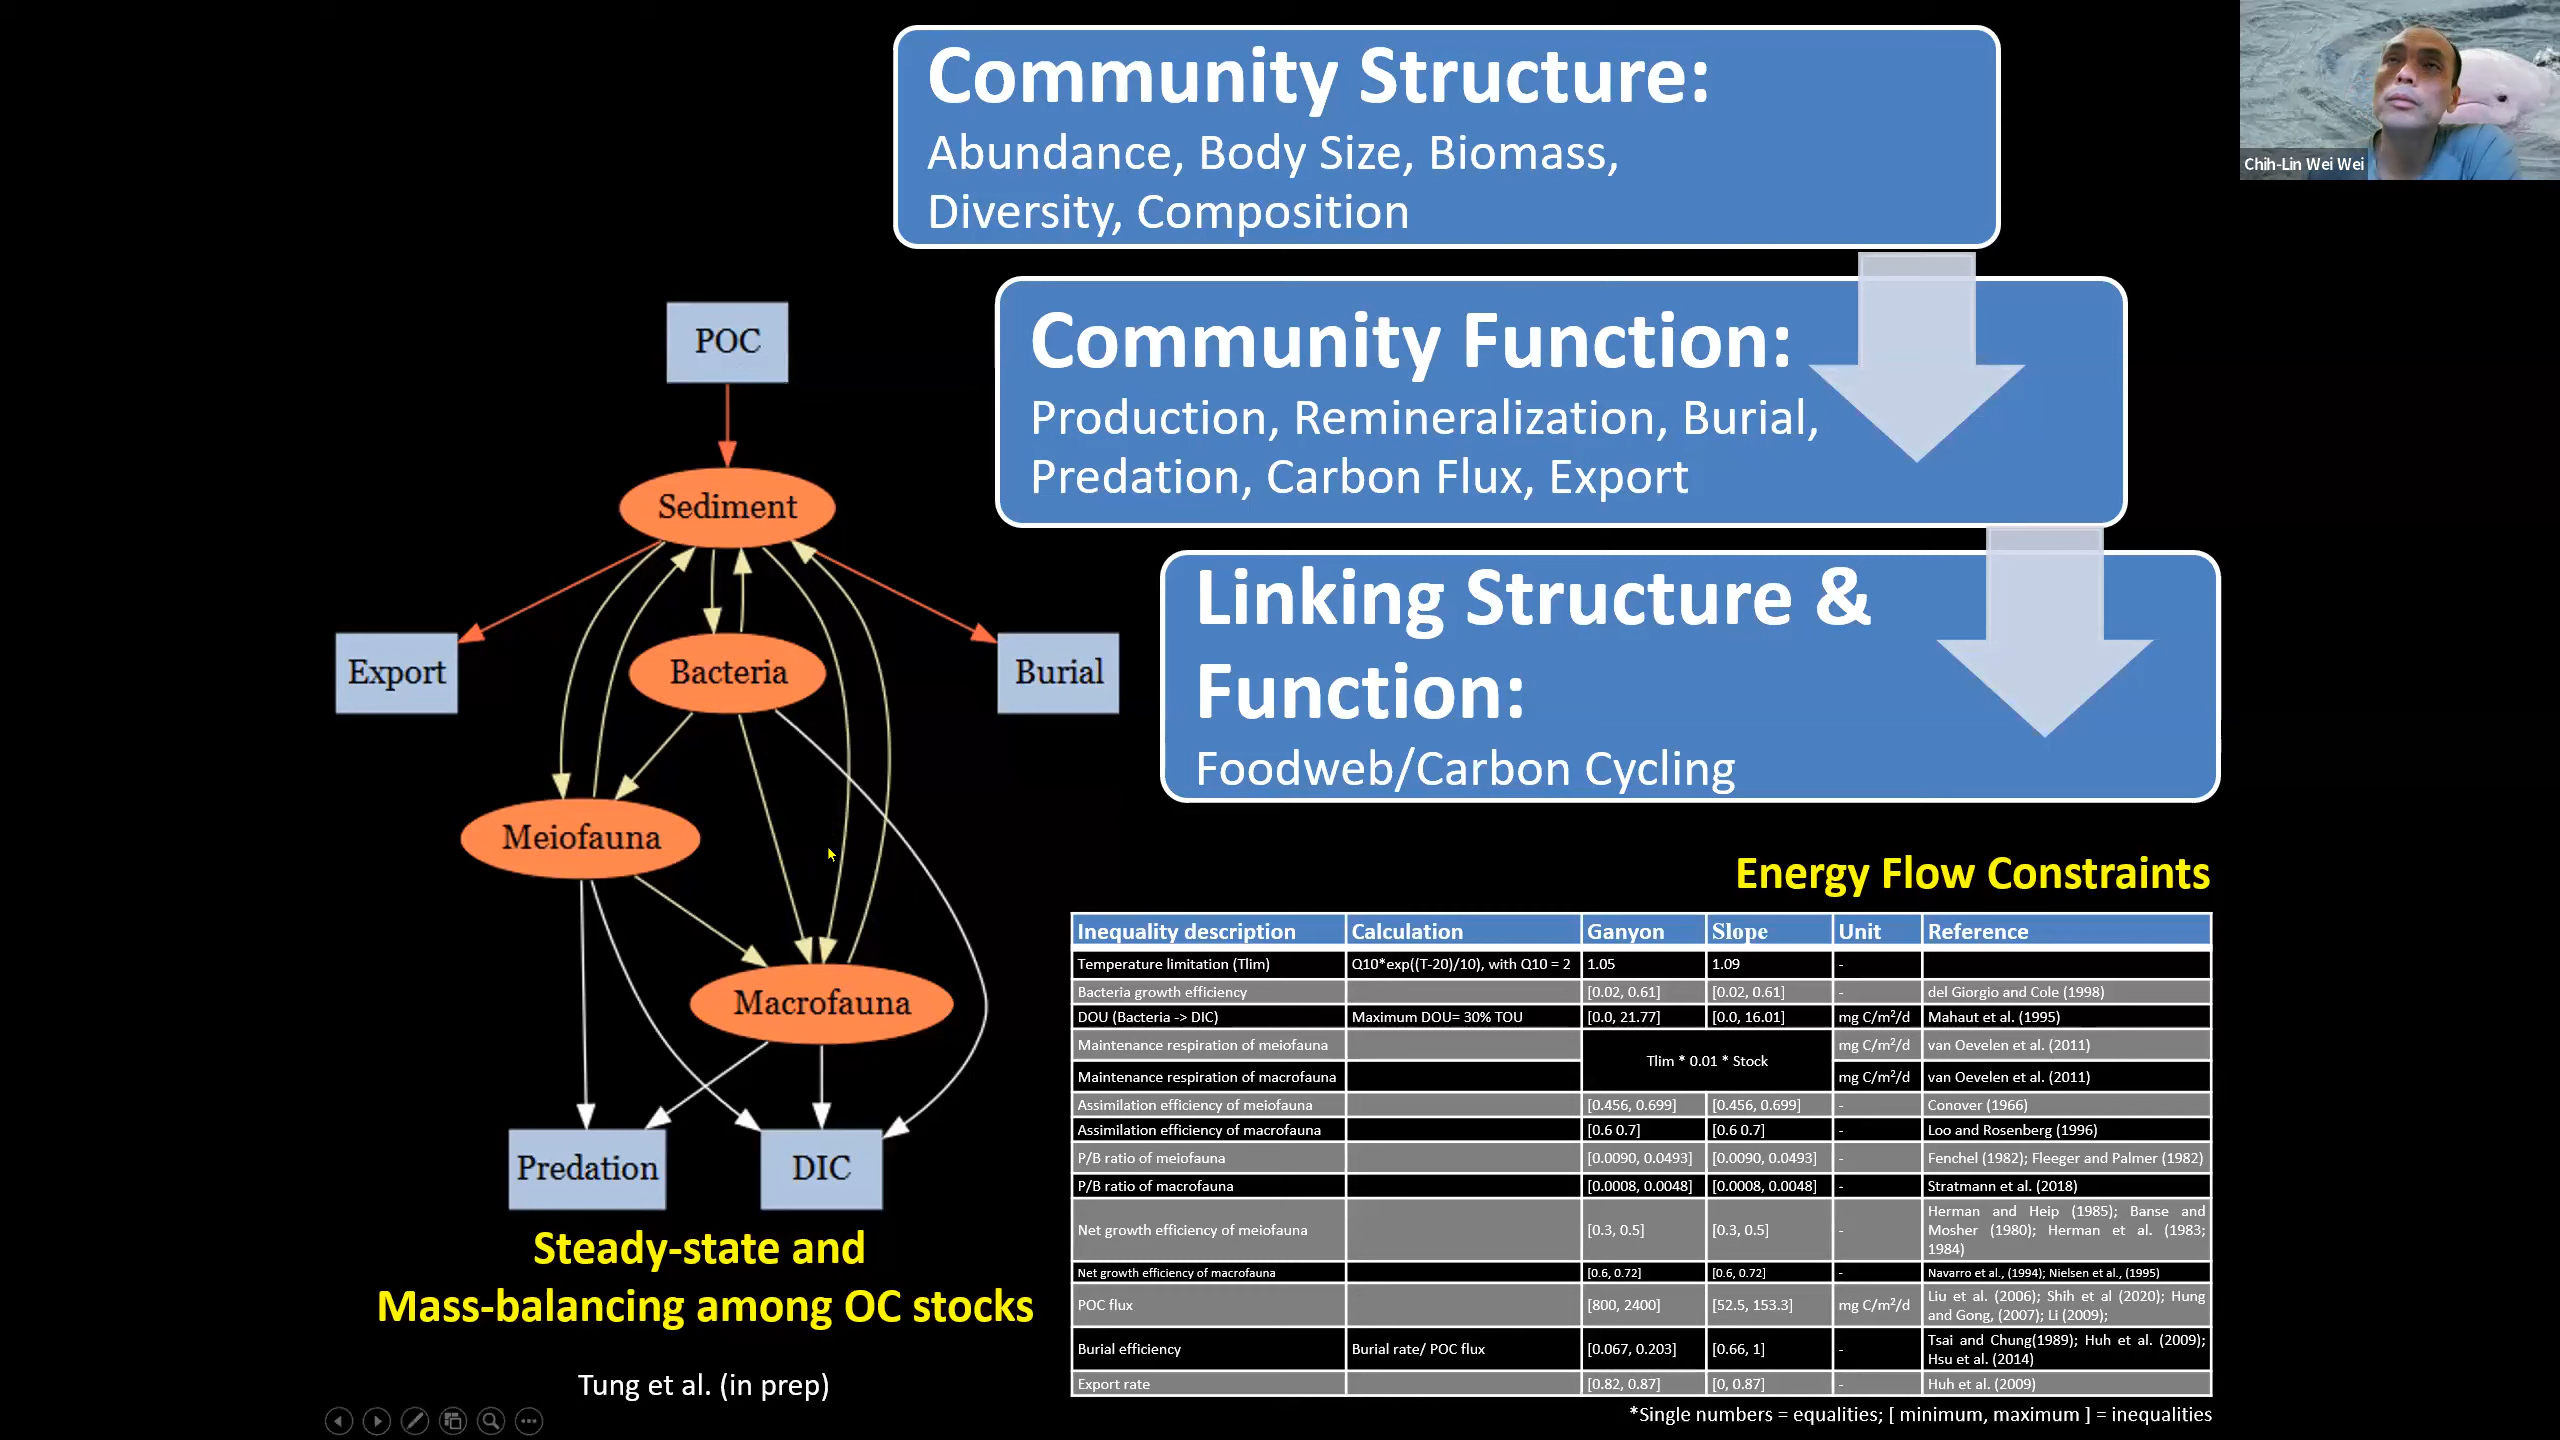 Community Structure:
Abundance, Body Size, Biomass,
Diversity, Composition
Chih-Lin Wei Wei
Community Function:
Production, Remineralization, Burial,
Predation, Carbon Flux, Export
Linking Structure &
Function:
Foodweb/Carbon Cycling
POC
Sediment
Export
Bacteria
Burial
Meiofauna
Macrofauna
Predation
DIC
Steady-state and
Mass-balancing among OC stocks
Tung et al. (in prep)
Energy Flow Constraints
Inequality description Calculation Ganyon Slope Unit Reference
Temperature limitation (Tlim) Q10*exp((T-20)/10), with Q10 = 2 1.05 1.09 -
Bacteria growth efficiency [0.02, 0.61] [0.02, 0.61] - del Giorgio and Cole (1998)
DOU (Bacteria -> DIC) Maximum DOU= 30% TOU [0.0, 21.77] [0.0, 16.01] mg C/m²/d Mahaut et al. (1995)
Maintenance respiration of meiofauna mg C/m²/d van Oevelen et al. (2011)
Tlim * 0.01 * Stock
Maintenance respiration of macrofauna mg C/m²/d van Oevelen et al. (2011)
Assimilation efficiency of meiofauna [0.456, 0.699] [0.456, 0.699] - Conover (1966)
Assimilation efficiency of macrofauna [0.6 0.7] [0.6 0.7] - Loo and Rosenberg (1996)
P/B ratio of meiofauna [0.0090, 0.0493] [0.0090, 0.0493] - Fenchel (1982); Fleeger and Palmer (1982)
P/B ratio of macrofauna [0.0008, 0.0048] [0.0008, 0.0048] - Stratmann et al. (2018)
Net growth efficiency of meiofauna [0.3, 0.5] [0.3, 0.5] - Herman and Heip (1985); Banse and
Mosher (1980); Herman et al. (1983;
1984)
Net growth efficiency of macrofauna [0.6, 0.72] [0.6, 0.72] - Navarro et al., (1994); Nielsen et al., (1995)
POC flux [800, 2400] [52.5, 153.3] mg C/m²/d Liu et al. (2006); Shih et al (2020); Hung
and Gong, (2007); Li (2009);
Burial efficiency Burial rate/ POC flux [0.067, 0.203] [0.66, 1] - Tsai and Chung(1989); Huh et al. (2009);
Hsu et al. (2014)
Export rate [0.82, 0.87] [0, 0.87] - Huh et al. (2009)
*Single numbers = equalities; [ minimum, maximum ] = inequalities